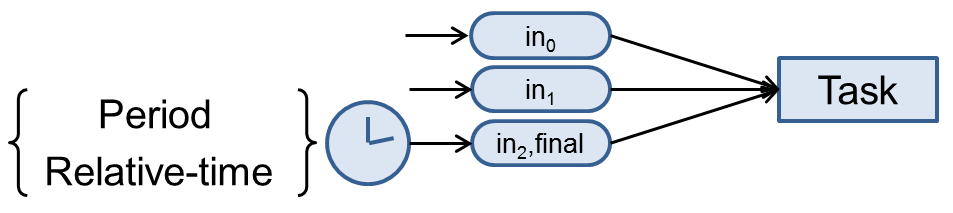 in0
in1
Period
Relative-time
in2,final
Task